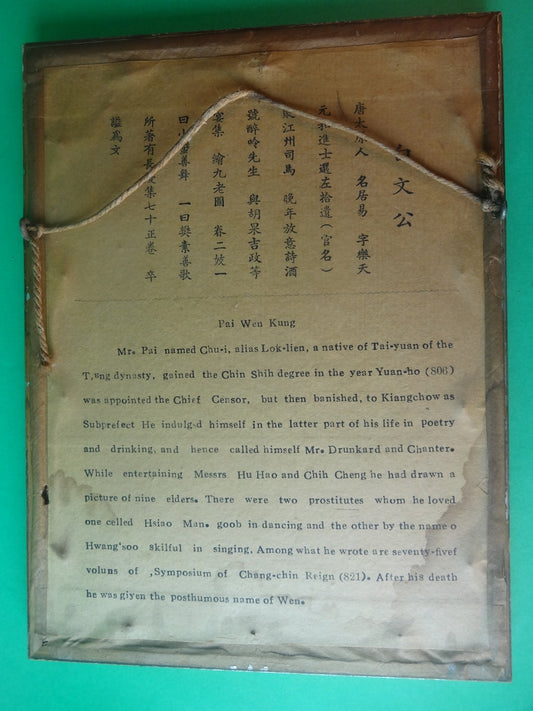 白文公
唐太原人 名居易 字樂天
元和進士選左拾遺（官名）
貶江州司馬 晚年放意詩酒
號醉呤先生 與胡杲吉政等
宴集 繪九老圖 二妓一
曰小善舞 一曰樊素善歌
所著有長慶集七十正卷 卒
謚爲文
Pai Wen Kung
Mr. Pai named Chu-i, alias Lok-lien, a native of Tai-yuan of the
T,ang dynasty, gained the Chin Shih degree in the year Yuan-ho (806)
was appointed the Chief Censor, but then banished, to Kiangchow as
Subprefect He indulg-d himself in the latter part of his life in poetry
and drinking, and hence called himself Mr. Drunkard and Chanter.
While entertaining Messrs Hu Hao and Chih Cheng he had drawn a
picture of nine elders. There were two prostitutes whom he loved
one celled Hsiao Man. goob in dancing and the other by the name o
Hwang'soo skilful in singing. Among what he wrote are seventy-fivef
voluns of ,Symposium of Chang-chin Reign (821). After his death
he was giyen the posthumous name of Wen.